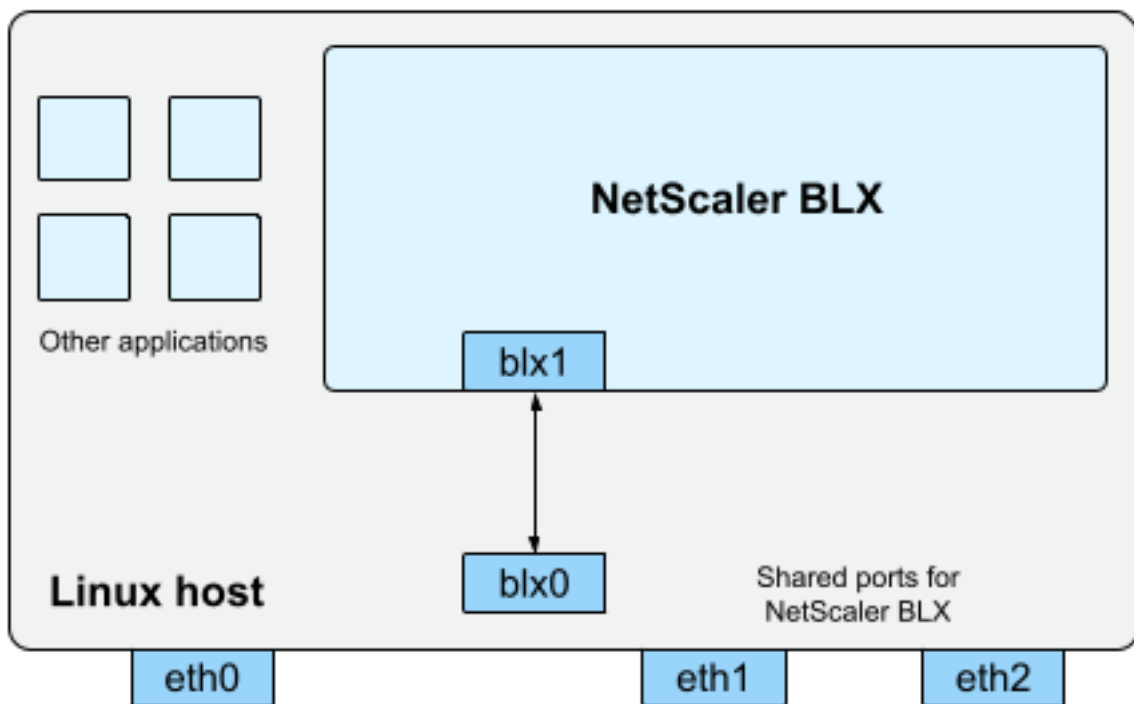 NetScaler BLX
Other applications
blx1
blx0
Linux host
Shared ports for
NetScaler BLX
eth0
eth1
eth2